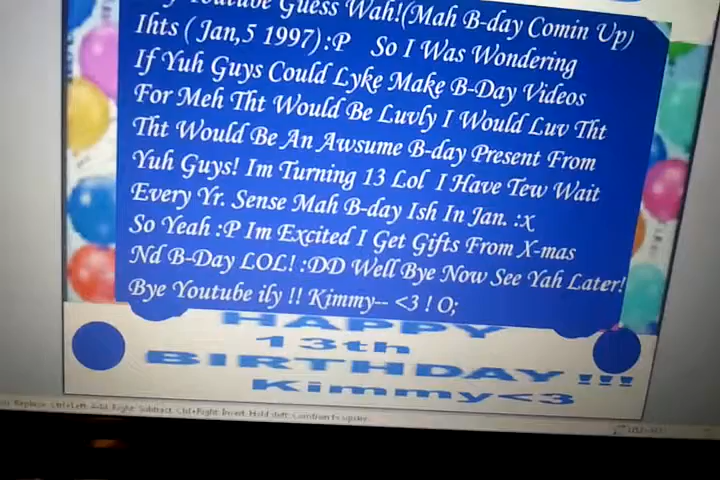 Youtube Guess Wah!(Mah B-day Comin Up)
Ihts ( Jan,5 1997) :P So I Was Wondering
If Yuh Guys Could Lyke Make B-Day Videos
For Meh Tht Would Be Luvly I Would Luv Tht
Tht Would Be An Awsume B-day Present From
Yuh Guys! Im Turning 13 Lol I Have Tew Wait
Every Yr. Sense Mah B-day Ish In Jan. :x
So Yeah :P Im Excited I Get Gifts From X-mas
Nd B-Day LOL! :DD Well Bye Now See Yah Later!
Bye Youtube ily !! Kimmy-- <3 ! O;
HAPPY
13th
BIRTHDAY !!!
Kimmy<3